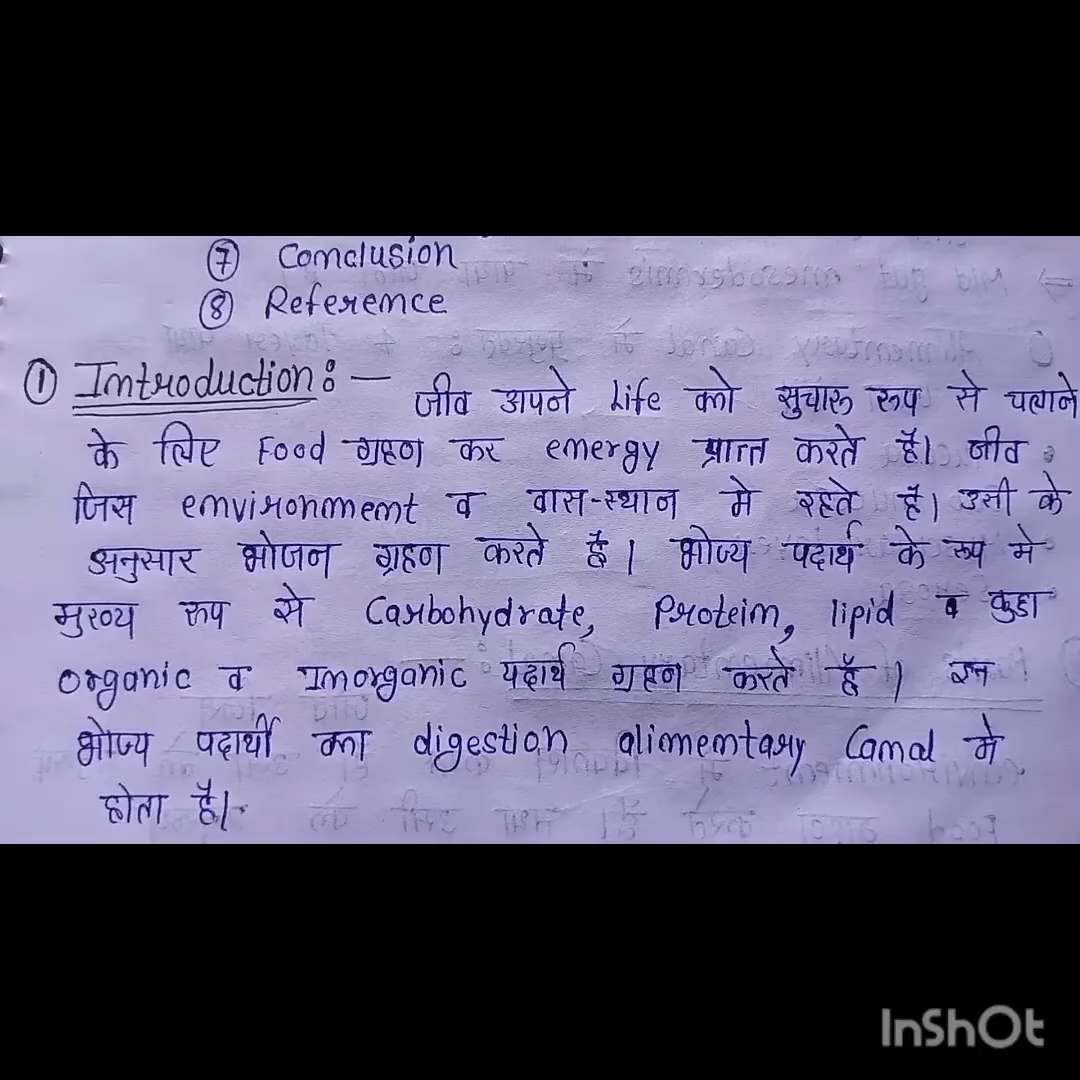 ⑦ Conclusion
⑧ Reference
① Introduction:— जीव अपने life को सुचारू रूप से चलाने
के लिए Food ग्रहण कर energy प्राप्त करते हैं। जीव
जिस environment व वास-स्थान मे रहते हैं। उसी के
अनुसार भोजन ग्रहण करते हैं। भोज्य पदार्थ के रूप मे
मुख्य रूप से Carbohydrate, Protein, lipid व कुछ
organic व Inorganic पदार्थ ग्रहण करते हैं। इन
भोज्य पदार्थो का digestion alimentary Canal मे
होता है।
InShOt